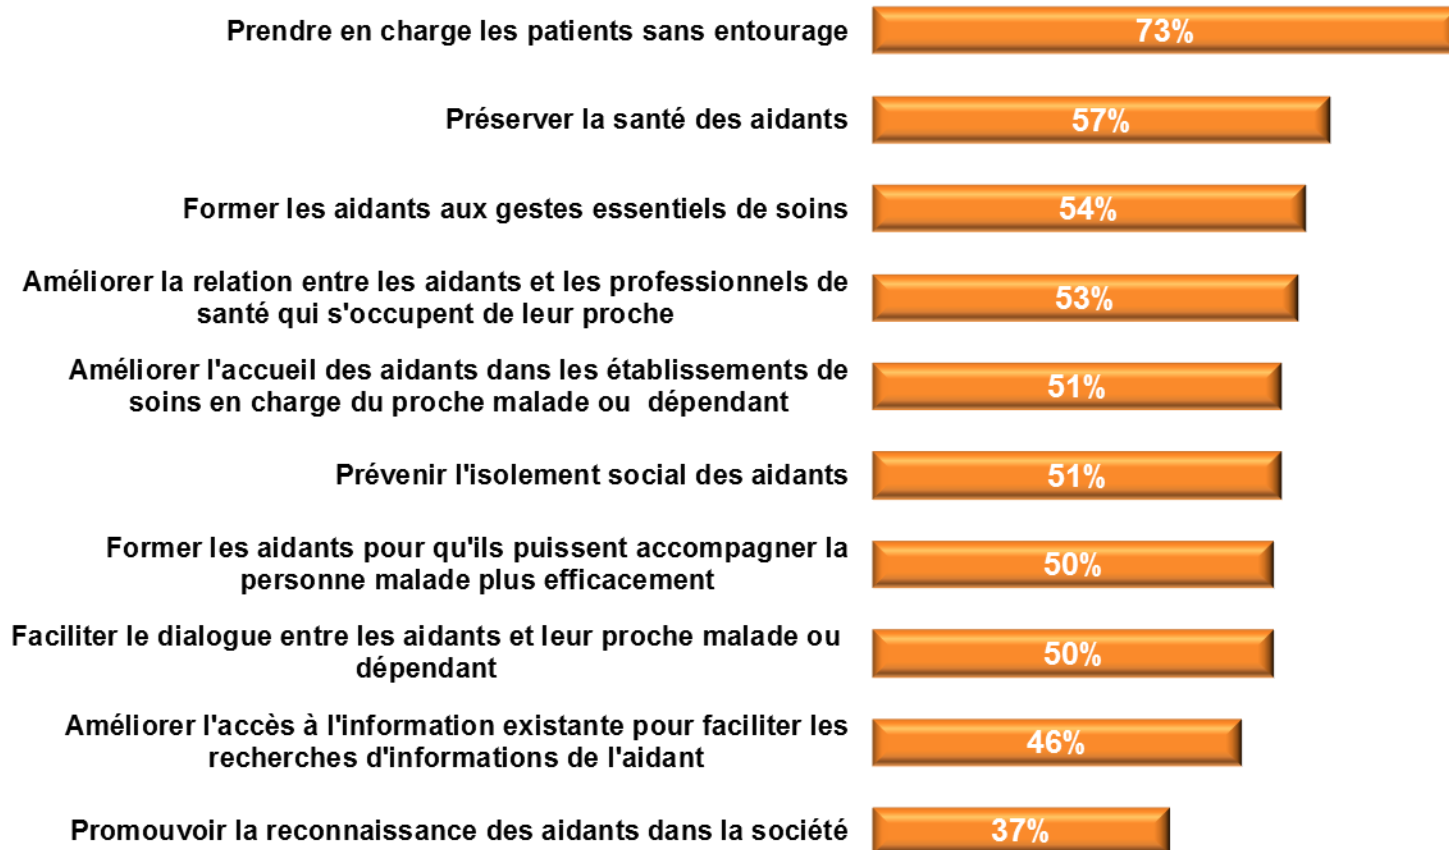 Prendre en charge les patients sans entourage
73%
Préserver la santé des aidants
57%
Former les aidants aux gestes essentiels de soins
54%
Améliorer la relation entre les aidants et les professionnels de
santé qui s'occupent de leur proche
53%
Améliorer l'accueil des aidants dans les établissements de
soins en charge du proche malade ou  dépendant
51%
Prévenir l'isolement social des aidants
51%
Former les aidants pour qu'ils puissent accompagner la
personne malade plus efficacement
50%
Faciliter le dialogue entre les aidants et leur proche malade ou
dépendant
50%
Améliorer l'accès à l'information existante pour faciliter les
recherches d'informations de l'aidant
46%
Promouvoir la reconnaissance des aidants dans la société
37%